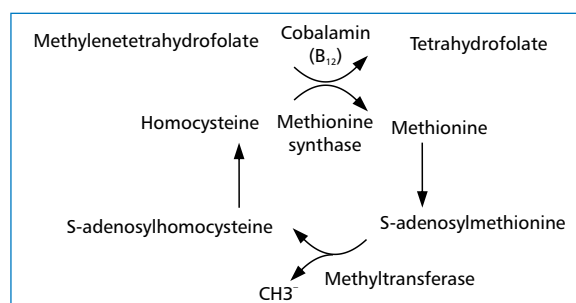 Methylenetetrahydrofolate
Cobalamin
(B₁₂)
Tetrahydrofolate
Homocysteine
Methionine
synthase
Methionine
S-adenosylhomocysteine
S-adenosylmethionine
Methyltransferase
CH3⁻